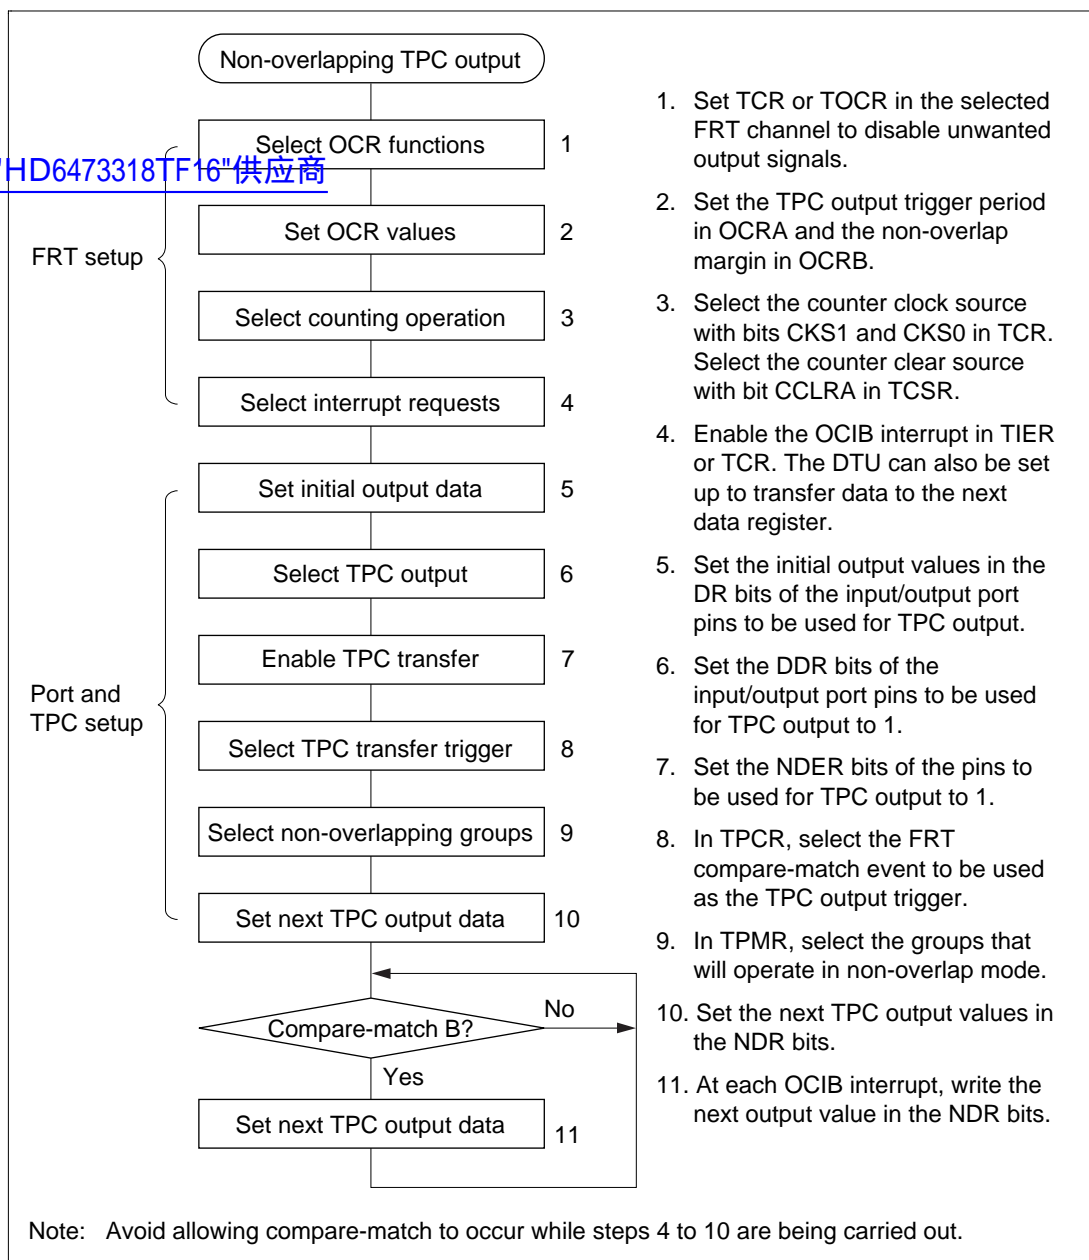 Non-overlapping TPC output
Select OCR functions
1
"HD6473318TF16"供应商
Set OCR values
2
FRT setup
Select counting operation
3
Select interrupt requests
4
Set initial output data
5
Select TPC output
6
Enable TPC transfer
7
Port and
TPC setup
Select TPC transfer trigger
8
Select non-overlapping groups
9
Set next TPC output data
10
Compare-match B?
No
Yes
Set next TPC output data
11
1. Set TCR or TOCR in the selected
FRT channel to disable unwanted
output signals.
2. Set the TPC output trigger period
in OCRA and the non-overlap
margin in OCRB.
3. Select the counter clock source
with bits CKS1 and CKS0 in TCR.
Select the counter clear source
with bit CCLRA in TCSR.
4. Enable the OCIB interrupt in TIER
or TCR. The DTU can also be set
up to transfer data to the next
data register.
5. Set the initial output values in the
DR bits of the input/output port
pins to be used for TPC output.
6. Set the DDR bits of the
input/output port pins to be used
for TPC output to 1.
7. Set the NDER bits of the pins to
be used for TPC output to 1.
8. In TPCR, select the FRT
compare-match event to be used
as the TPC output trigger.
9. In TPMR, select the groups that
will operate in non-overlap mode.
10. Set the next TPC output values in
the NDR bits.
11. At each OCIB interrupt, write the
next output value in the NDR bits.
Note: Avoid allowing compare-match to occur while steps 4 to 10 are being carried out.